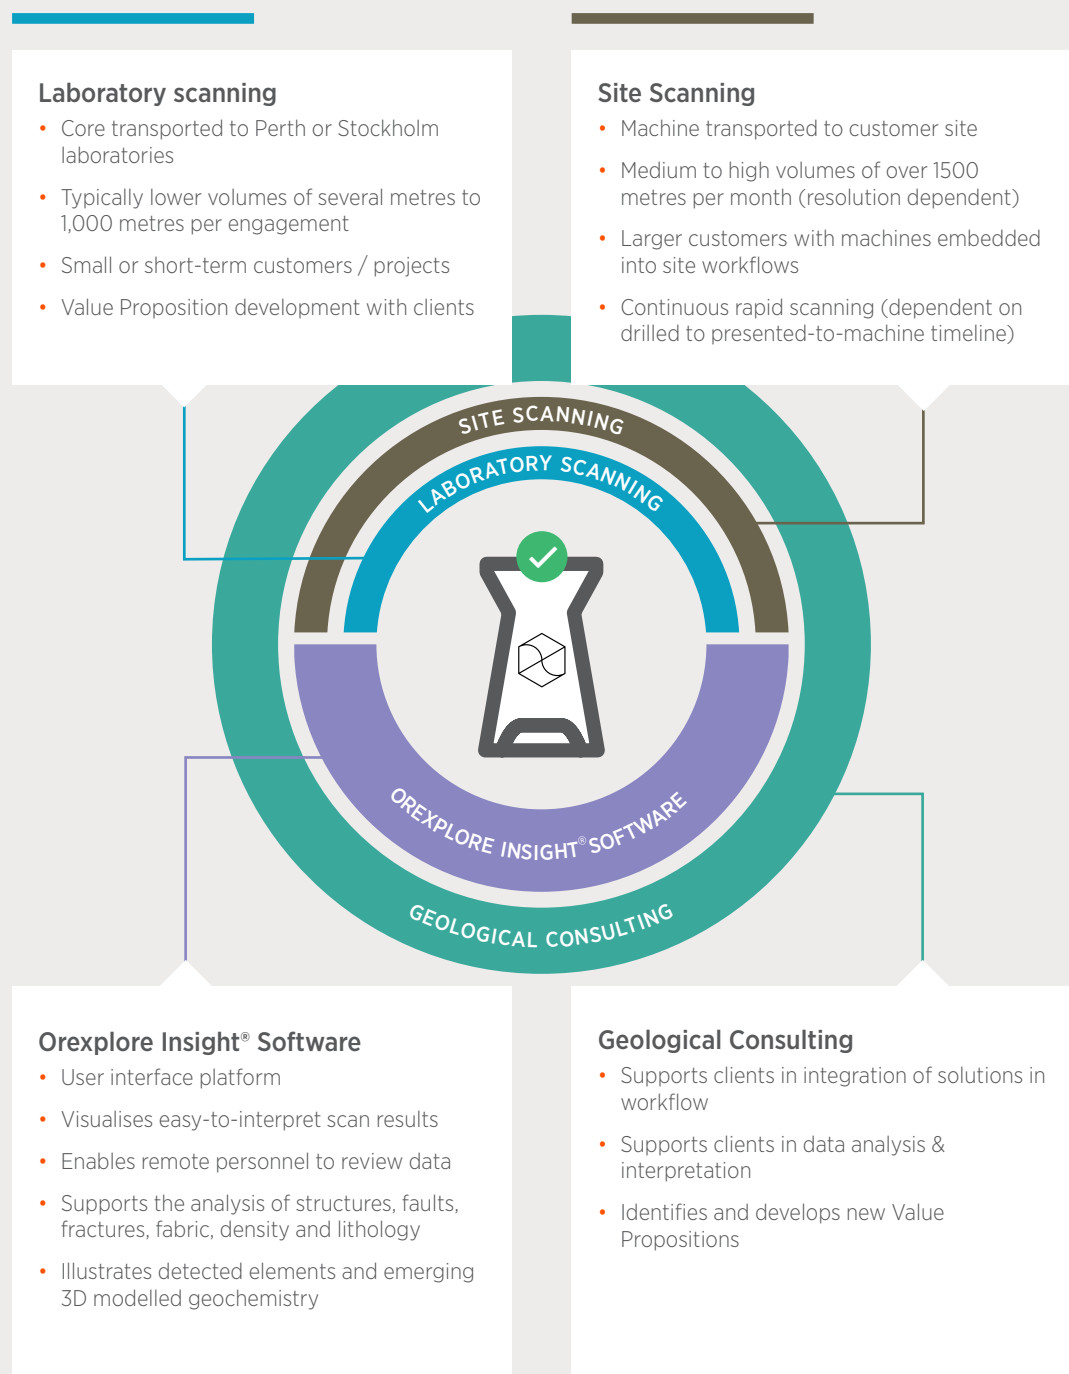 Laboratory scanning
• Core transported to Perth or Stockholm
laboratories
• Typically lower volumes of several metres to
1,000 metres per engagement
• Small or short-term customers / projects
• Value Proposition development with clients
Site Scanning
• Machine transported to customer site
• Medium to high volumes of over 1500
metres per month (resolution dependent)
• Larger customers with machines embedded
into site workflows
• Continuous rapid scanning (dependent on
drilled to presented-to-machine timeline)
SITE SCANNING
LABORATORY SCANNING
OREXPLORE INSIGHT® SOFTWARE
GEOLOGICAL CONSULTING
Orexplore Insight® Software
• User interface platform
• Visualises easy-to-interpret scan results
• Enables remote personnel to review data
• Supports the analysis of structures, faults,
fractures, fabric, density and lithology
• Illustrates detected elements and emerging
3D modelled geochemistry
Geological Consulting
• Supports clients in integration of solutions in
workflow
• Supports clients in data analysis &
interpretation
• Identifies and develops new Value
Propositions